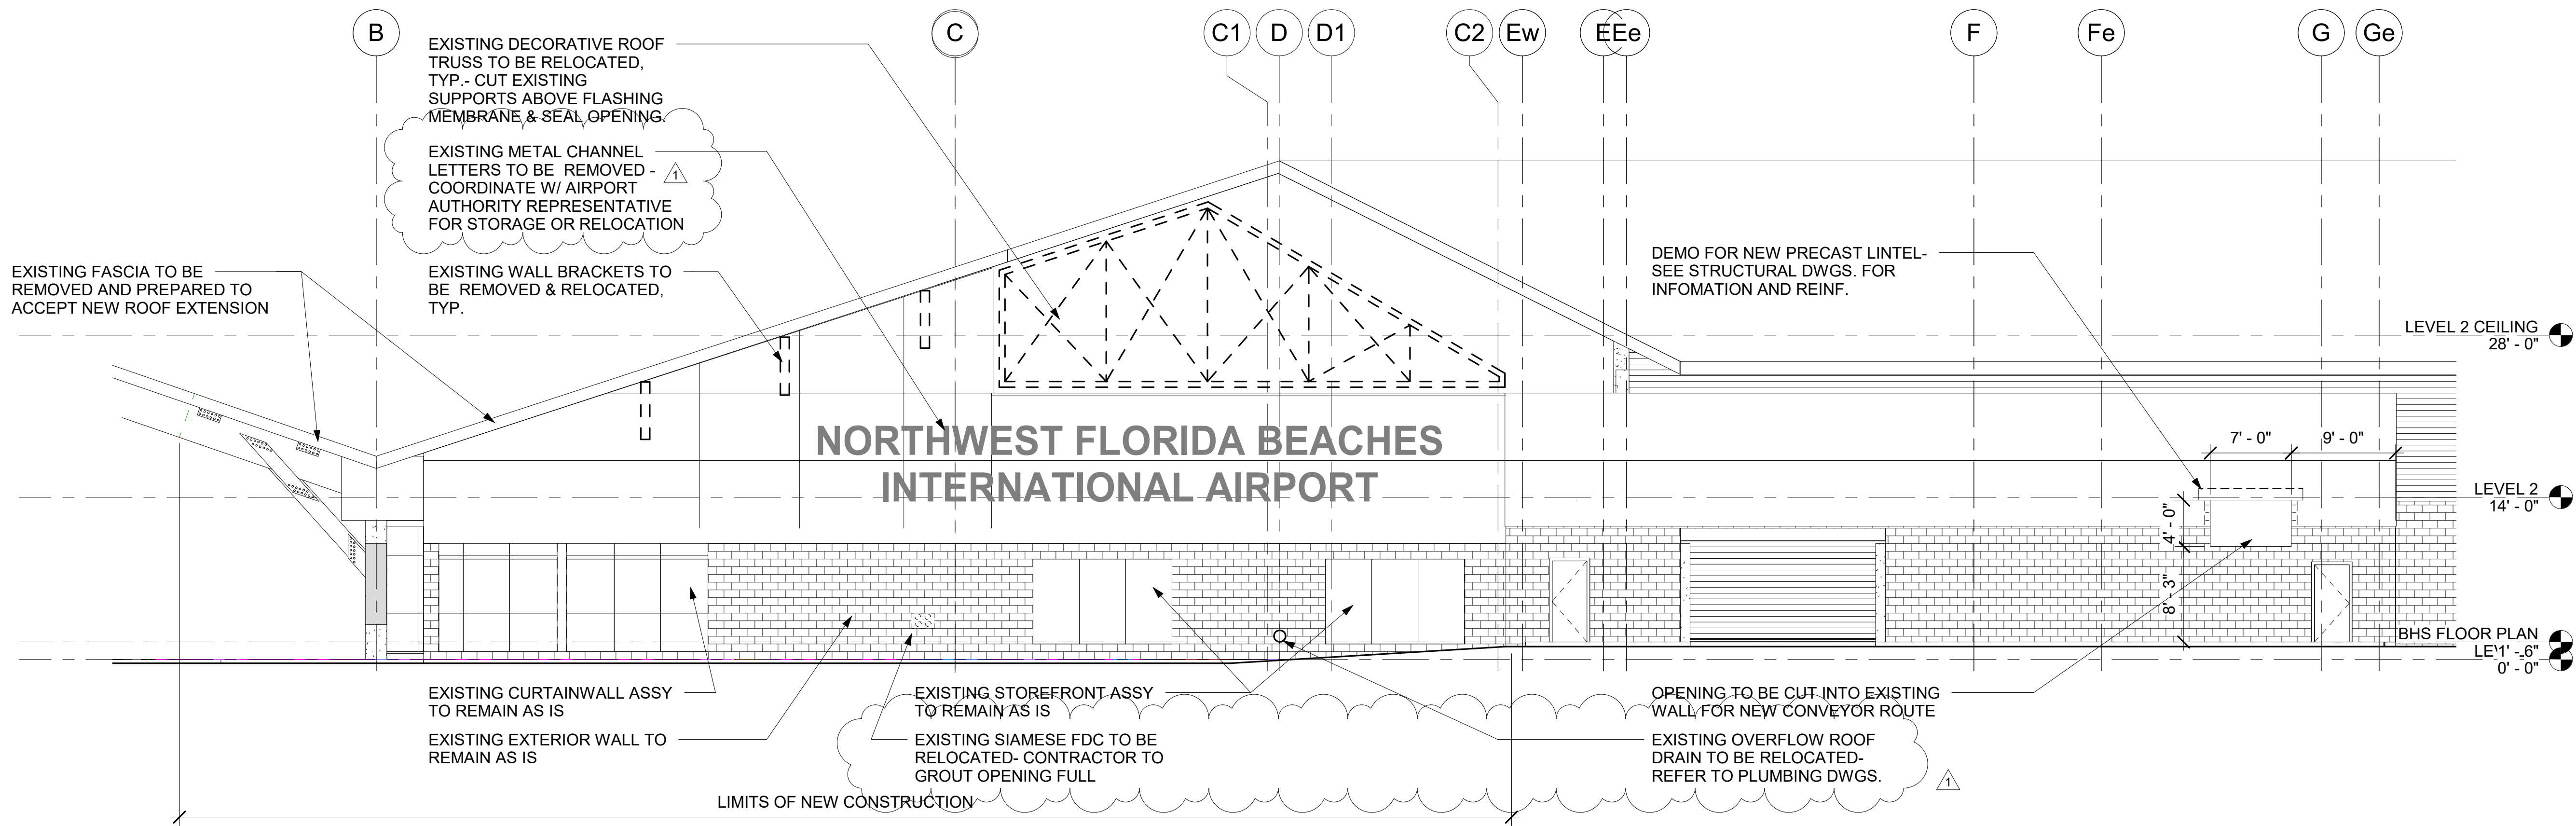 B
C
C1
D
D1
C2
Ew
E
Ee
F
Fe
G
Ge
EXISTING DECORATIVE ROOF
TRUSS TO BE RELOCATED,
TYP.- CUT EXISTING
SUPPORTS ABOVE FLASHING
MEMBRANE & SEAL OPENING.
EXISTING METAL CHANNEL
LETTERS TO BE REMOVED -
COORDINATE W/ AIRPORT
AUTHORITY REPRESENTATIVE
FOR STORAGE OR RELOCATION
1
EXISTING FASCIA TO BE
REMOVED AND PREPARED TO
ACCEPT NEW ROOF EXTENSION
EXISTING WALL BRACKETS TO
BE REMOVED & RELOCATED,
TYP.
DEMO FOR NEW PRECAST LINTEL-
SEE STRUCTURAL DWGS. FOR
INFOMATION AND REINF.
LEVEL 2 CEILING
28' - 0"
NORTHWEST FLORIDA BEACHES
INTERNATIONAL AIRPORT
7' - 0"
9' - 0"
LEVEL 2
14' - 0"
4' - 0"
8' - 3"
BHS FLOOR PLAN
1' - 6"
0' - 0"
EXISTING CURTAINWALL ASSY
TO REMAIN AS IS
EXISTING EXTERIOR WALL TO
REMAIN AS IS
EXISTING STOREFRONT ASSY
TO REMAIN AS IS
EXISTING SIAMESE FDC TO BE
RELOCATED- CONTRACTOR TO
GROUT OPENING FULL
OPENING TO BE CUT INTO EXISTING
WALL FOR NEW CONVEYOR ROUTE
EXISTING OVERFLOW ROOF
DRAIN TO BE RELOCATED-
REFER TO PLUMBING DWGS.
1
LIMITS OF NEW CONSTRUCTION